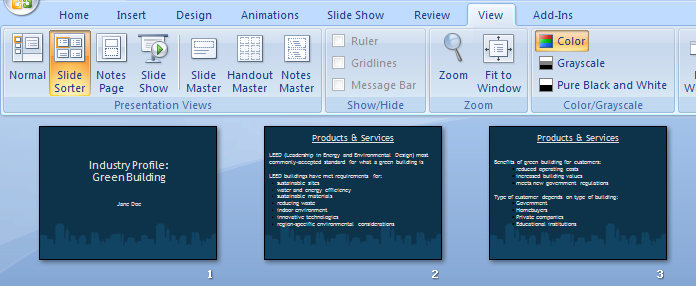 Home Insert Design Animations Slide Show Review View Add-Ins
Normal
Slide Sorter
Notes Page
Slide Show
Slide Master
Handout Master
Notes Master
Presentation Views
Ruler
Gridlines
Message Bar
Show/Hide
Zoom
Fit to Window
Zoom
Color
Grayscale
Pure Black and White
Color/Grayscale
W
Industry Profile:
Green Building
Jane Doe
1
Products & Services
LEED (Leadership in Energy and Environmental Design) most
commonly-accepted standard for what a green building is
LEED buildings have met requirements for:
sustainable sites
water and energy efficiency
sustainable materials
reducing waste
indoor environment
innovative technologies
region-specific environmental considerations
2
Products & Services
Benefits of green building for customers:
reduced operating costs
increased building values
meets new government regulations
Type of customer depends on type of building:
Government
Homebuyers
Private companies
Educational institutions
3